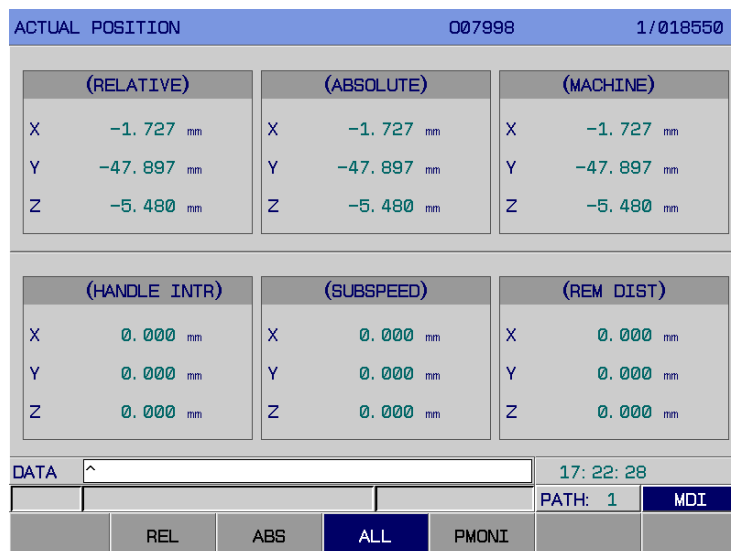 ACTUAL POSITION O07998 1/018550
(RELATIVE) (ABSOLUTE) (MACHINE)
X -1.727 mm X -1.727 mm X -1.727 mm
Y -47.897 mm Y -47.897 mm Y -47.897 mm
Z -5.480 mm Z -5.480 mm Z -5.480 mm
(HANDLE INTR) (SUBSPEED) (REM DIST)
X 0.000 mm X 0.000 mm X 0.000 mm
Y 0.000 mm Y 0.000 mm Y 0.000 mm
Z 0.000 mm Z 0.000 mm Z 0.000 mm
DATA ^ 17:22:28
PATH: 1 MDI
REL ABS ALL PMONI